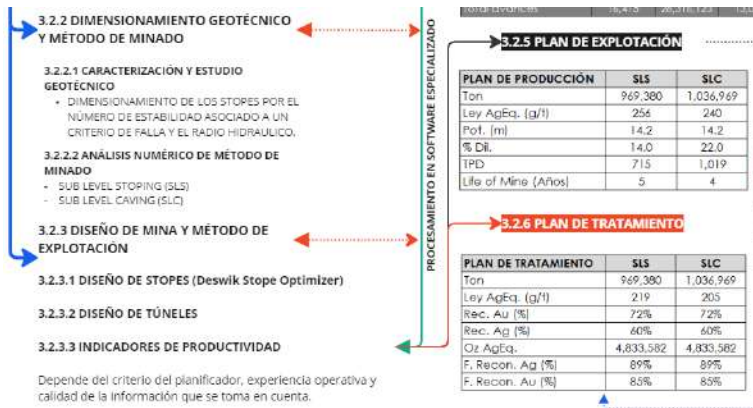 3.2.2 DIMENSIONAMIENTO GEOTÉCNICO
Y MÉTODO DE MINADO
3.2.2.1 CARACTERIZACIÓN Y ESTUDIO
GEOTÉCNICO
• DIMENSIONAMIENTO DE LOS STOPES POR EL
NÚMERO DE ESTABILIDAD ASOCIADO A UN
CRITERIO DE FALLA Y EL RADIO HIDRAULICO.
3.2.2.2 ANÁLISIS NUMÉRICO DE MÉTODO DE
MINADO
- SUB LEVEL STOPING (SLS)
- SUB LEVEL CAVING (SLC)
3.2.3 DISEÑO DE MINA Y MÉTODO DE
EXPLOTACIÓN
3.2.3.1 DISEÑO DE STOPES (Deswik Stope Optimizer)
3.2.3.2 DISEÑO DE TÚNELES
3.2.3.3 INDICADORES DE PRODUCTIVIDAD
Depende del criterio del planificador, experiencia operativa y
calidad de la información que se toma en cuenta.
PROCESAMIENTO EN SOFTWARE ESPECIALIZADO
3.2.5 PLAN DE EXPLOTACIÓN
PLAN DE PRODUCCIÓN SLS SLC
Ton 969,380 1,036,969
Ley AgEq. (g/t) 256 240
Pot. (m) 14.2 14.2
% Dil. 14.0 22.0
TPD 715 1,019
Life of Mine (Años) 5 4
3.2.6 PLAN DE TRATAMIENTO
PLAN DE TRATAMIENTO SLS SLC
Ton 969,380 1,036,969
Ley AgEq. (g/t) 219 205
Rec. Au (%) 72% 72%
Rec. Ag (%) 60% 60%
Oz AgEq. 4,833,582 4,833,582
F. Recon. Ag (%) 89% 89%
F. Recon. Au (%) 85% 85%